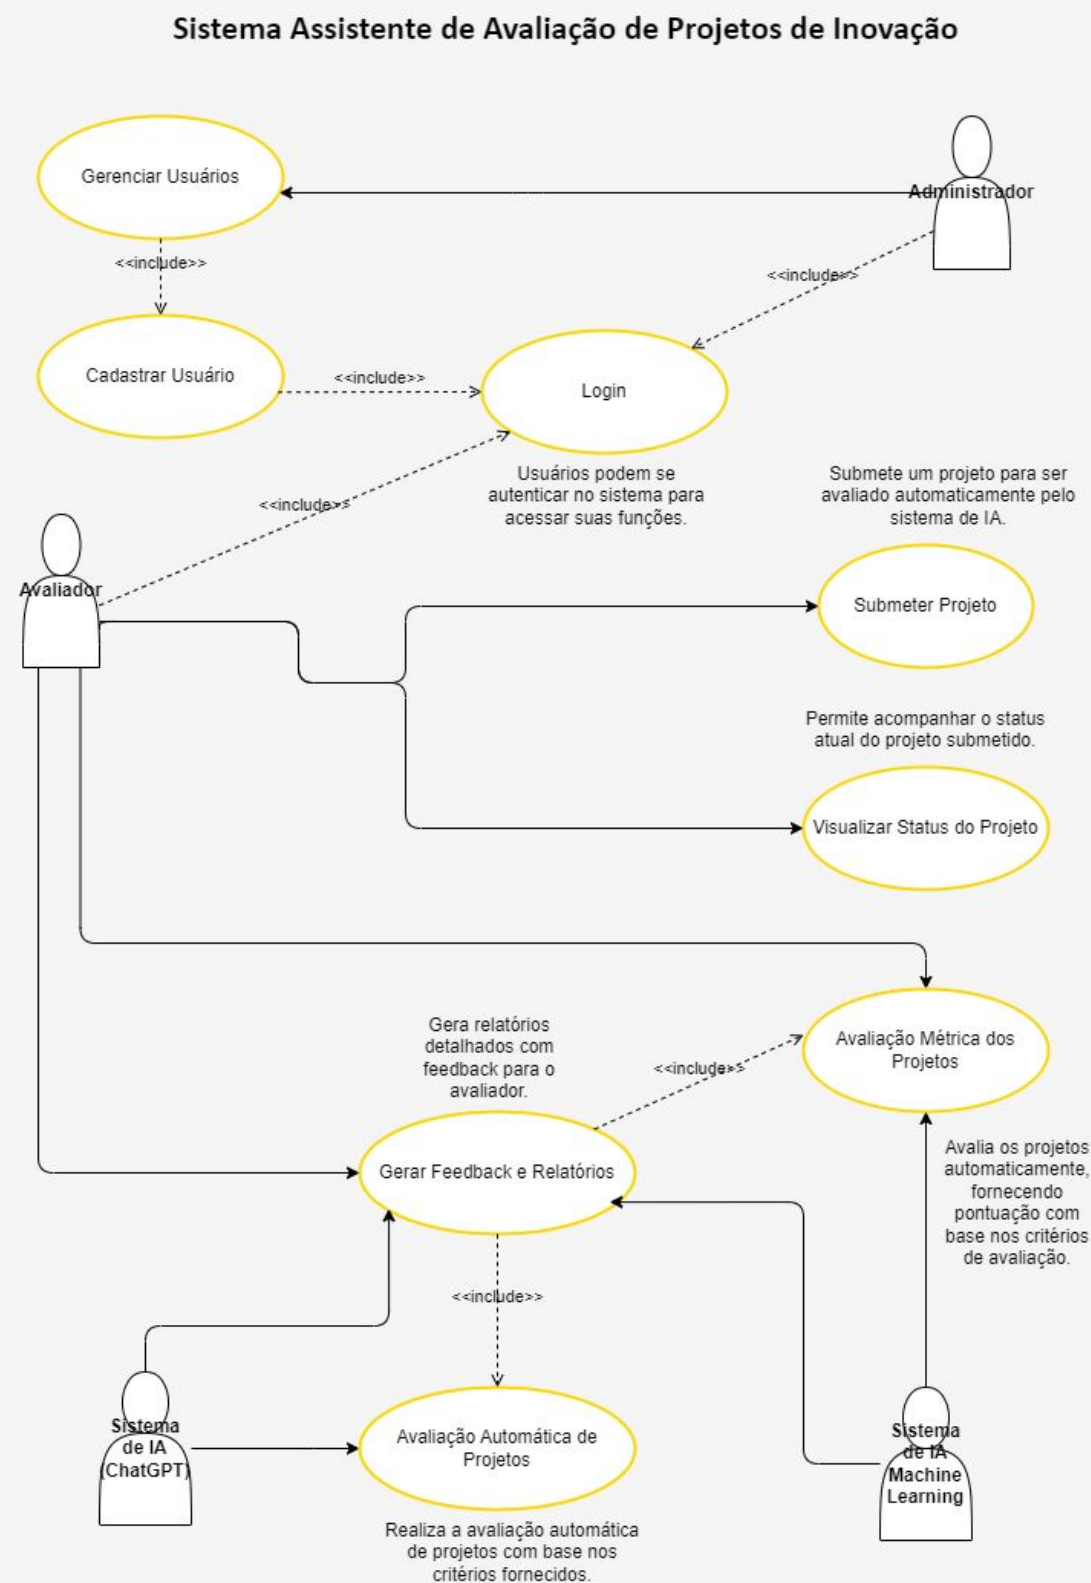 Sistema Assistente de Avaliação de Projetos de Inovação
Gerenciar Usuários
Administrador
<<include>>
<<include>>
Cadastrar Usuário
<<include>>
Login
Usuários podem se
autenticar no sistema para
acessar suas funções.
Submete um projeto para ser
avaliado automaticamente pelo
sistema de IA.
<<include>>
Avaliador
Submeter Projeto
Permite acompanhar o status
atual do projeto submetido.
Visualizar Status do Projeto
Gera relatórios
detalhados com
feedback para o
avaliador.
<<include>>
Avaliação Métrica dos
Projetos
Gerar Feedback e Relatórios
Avalia os projetos
automaticamente,
fornecendo
pontuação com
base nos critérios
de avaliação.
<<include>>
Sistema
de IA
(ChatGPT)
Avaliação Automática de
Projetos
Sistema
de IA
Machine
Learning
Realiza a avaliação automática
de projetos com base nos
critérios fornecidos.